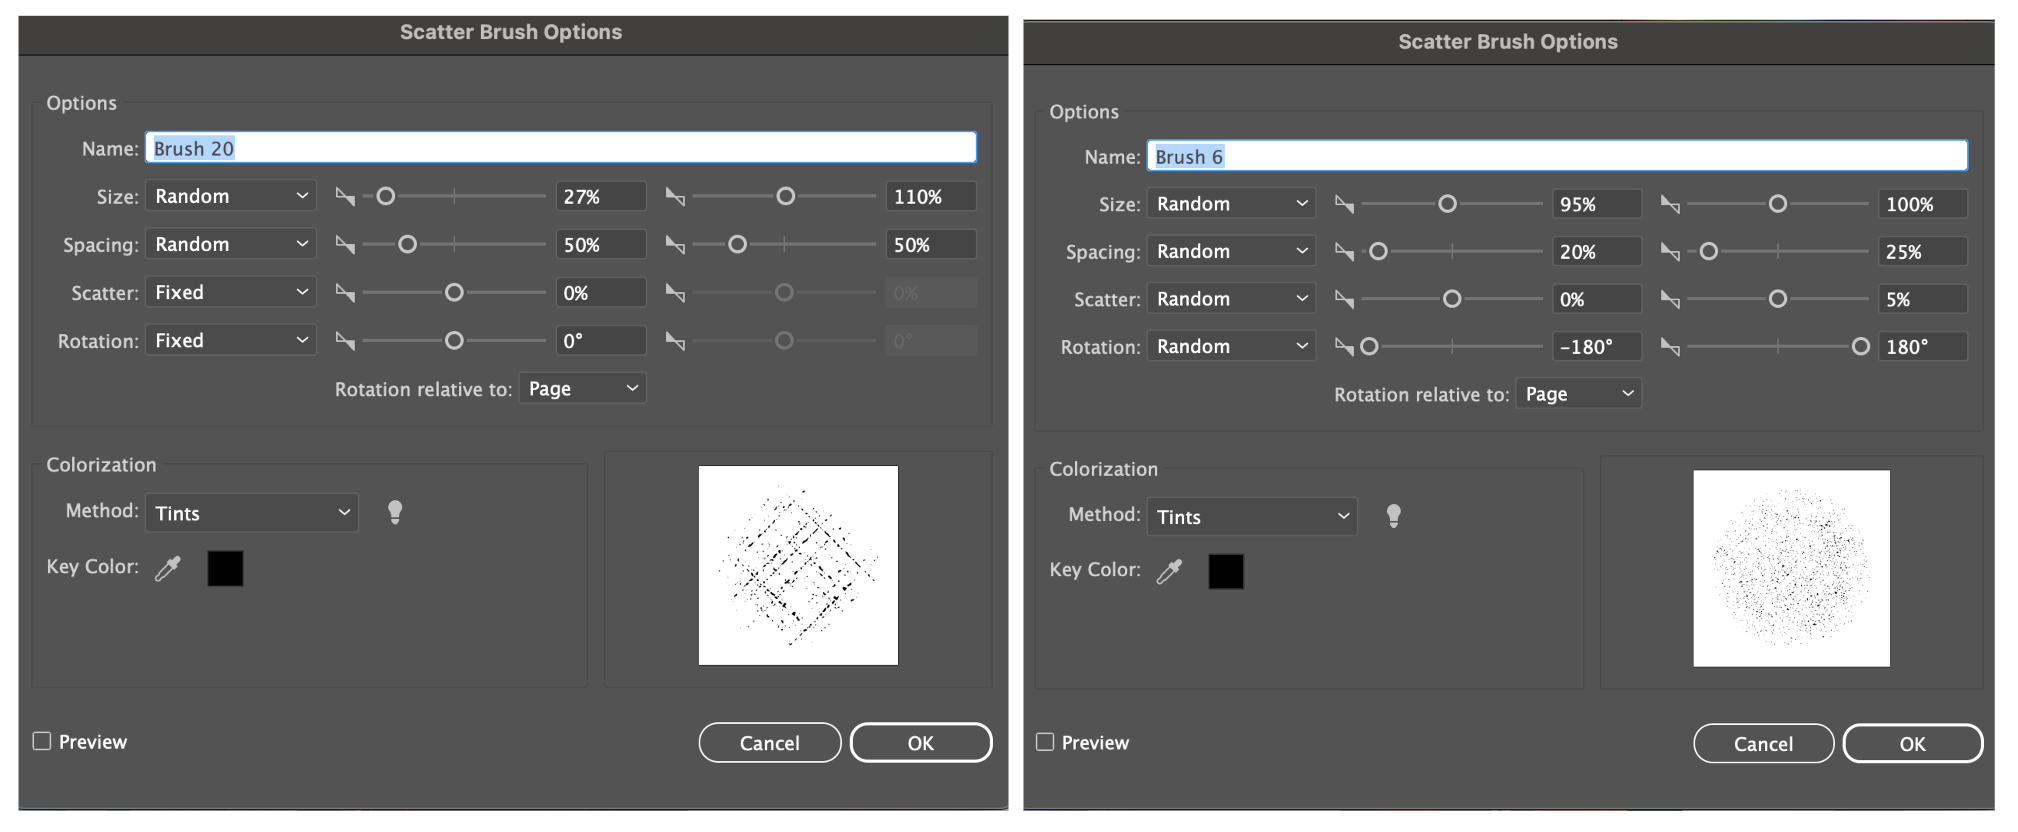 Scatter Brush Options
Options
Name: Brush 20
Size: Random 27% 110%
Spacing: Random 50% 50%
Scatter: Fixed 0% 0%
Rotation: Fixed 0° 0°
Rotation relative to: Page
Colorization
Method: Tints
Key Color:
Preview
Cancel OK
Scatter Brush Options
Options
Name: Brush 6
Size: Random 95% 100%
Spacing: Random 20% 25%
Scatter: Random 0% 5%
Rotation: Random -180° 180°
Rotation relative to: Page
Colorization
Method: Tints
Key Color:
Preview
Cancel OK